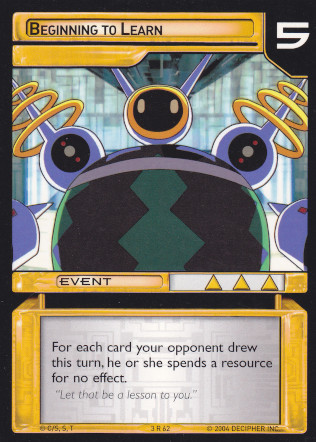 BEGINNING TO LEARN
5
EVENT
For each card your opponent drew
this turn, he or she spends a resource
for no effect.
"Let that be a lesson to you."
© C/S, S, T 3 R 62 © 2004 DECIPHER INC.